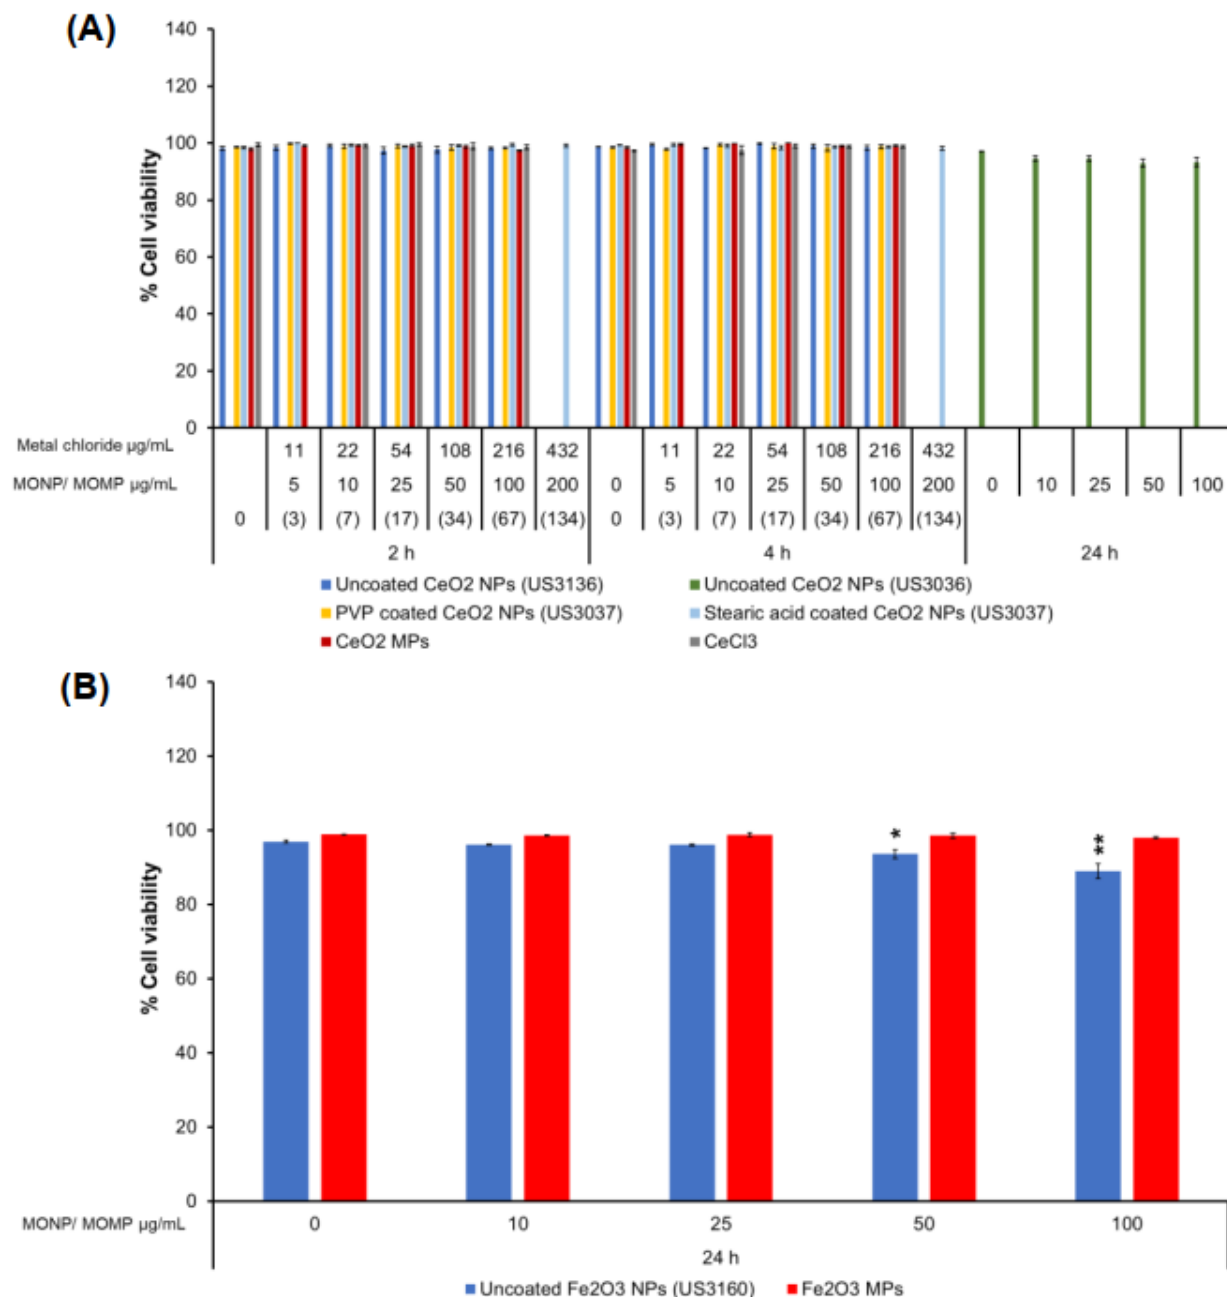 (A)
140
120
100
80
60
40
20
0
% Cell viability
Metal chloride µg/mL 11 22 54 108 216 432 11 22 54 108 216 432
MONP/ MOMP µg/mL 5 10 25 50 100 200 0 5 10 25 50 100 200 0 10 25 50 100
0 (3) (7) (17) (34) (67) (134) 0 (3) (7) (17) (34) (67) (134)
2 h 4 h 24 h
Uncoated CeO2 NPs (US3136) Uncoated CeO2 NPs (US3036)
PVP coated CeO2 NPs (US3037) Stearic acid coated CeO2 NPs (US3037)
CeO2 MPs CeCl3
(B)
140
120
100
80
60
40
20
0
% Cell viability
* **
MONP/ MOMP µg/mL 0 10 25 50 100
24 h
Uncoated Fe2O3 NPs (US3160) Fe2O3 MPs